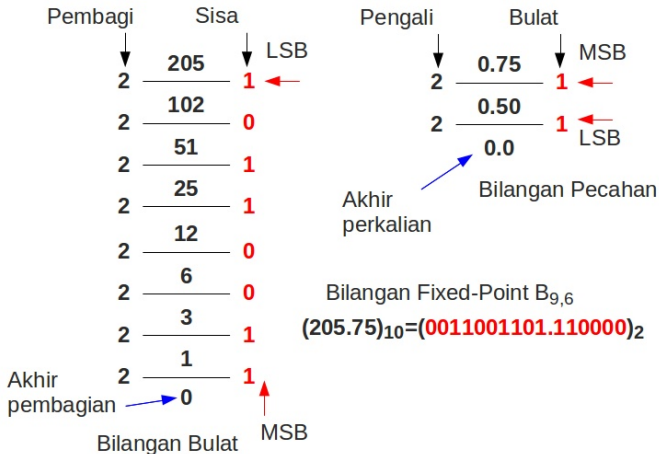 Pembagi Sisa
LSB
205
2 1
102
2 0
51
2 1
25
2 1
12
2 0
6
2 0
3
2 1
1
2 1
0
Akhir
pembagian
MSB
Bilangan Bulat
Pengali Bulat
MSB
0.75
2 1
0.50
2 1
LSB
0.0
Akhir
perkalian
Bilangan Pecahan
Bilangan Fixed-Point B9,6
(205.75)10=(0011001101.110000)2